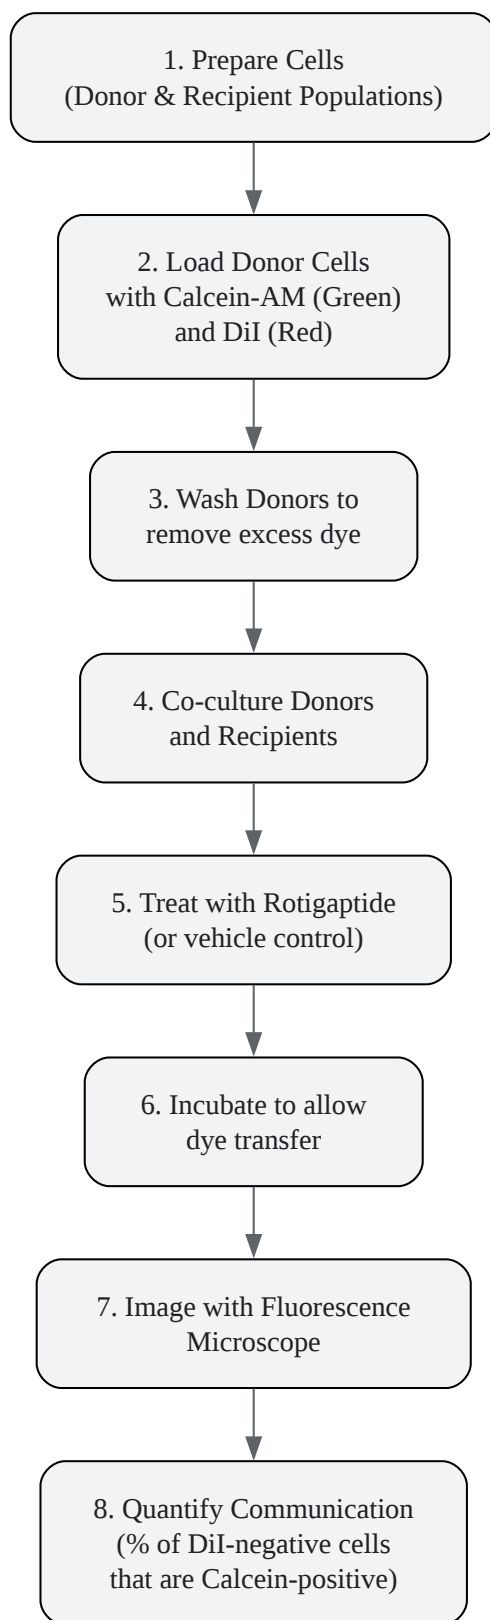 1. Prepare Cells
(Donor & Recipient Populations)
2. Load Donor Cells
with Calcein-AM (Green)
and DiI (Red)
3. Wash Donors to
remove excess dye
4. Co-culture Donors
and Recipients
5. Treat with Rotigaptide
(or vehicle control)
6. Incubate to allow
dye transfer
7. Image with Fluorescence
Microscope
8. Quantify Communication
(% of DiI-negative cells
that are Calcein-positive)